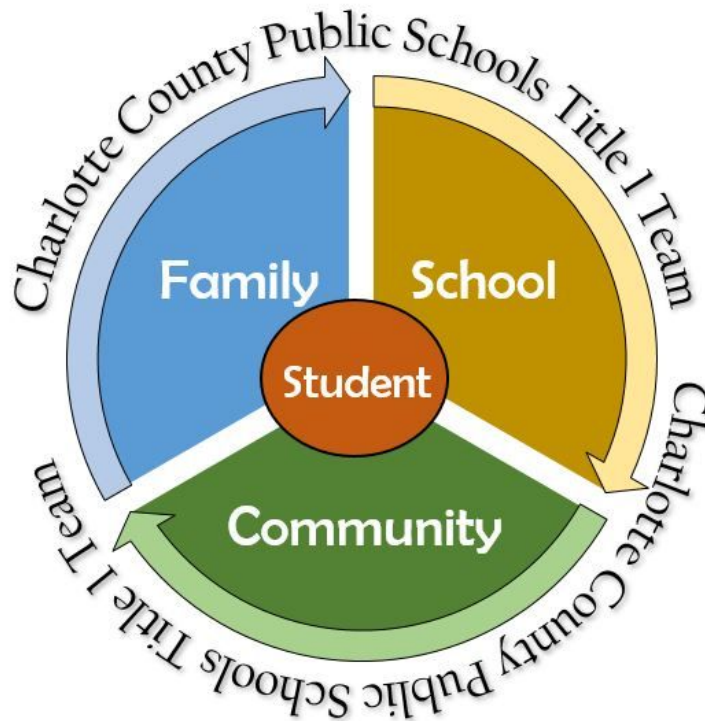 Charlotte County Public Schools Title I Team
Family
School
Student
Community
Charlotte County Public Schools Title I Team